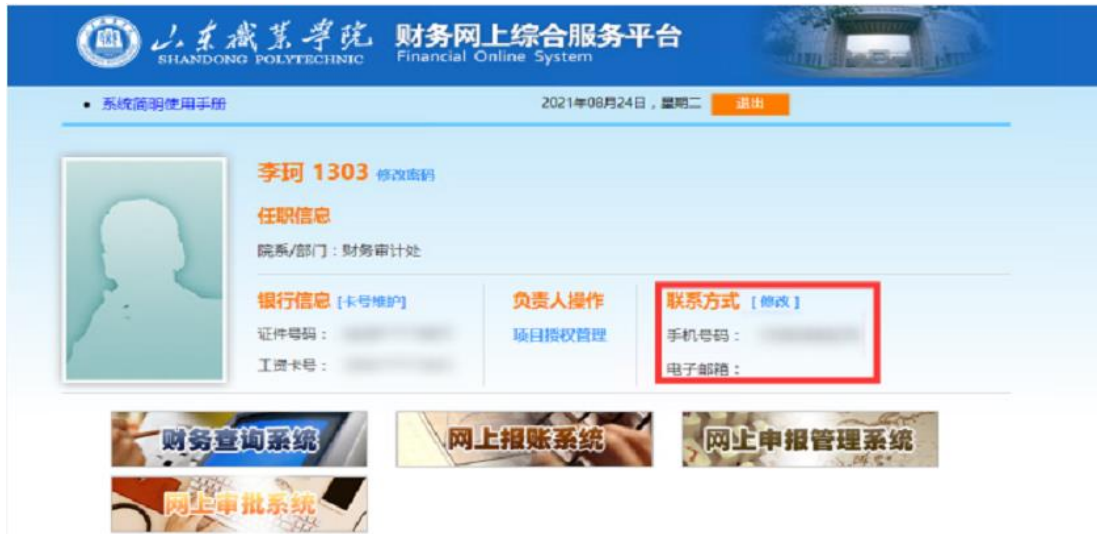 山东职业学院 财务网上综合服务平台
SHANDONG POLYTECHNIC Financial Online System
• 系统简明使用手册 2021年08月24日，星期二 退出
李珂 1303 修改密码
任职信息
院系/部门：财务审计处
银行信息 [卡号维护] 负责人操作 联系方式 [修改]
证件号码： 项目授权管理 手机号码：
工资卡号： 电子邮箱：
财务查询系统 网上报账系统 网上申报管理系统
网上审批系统